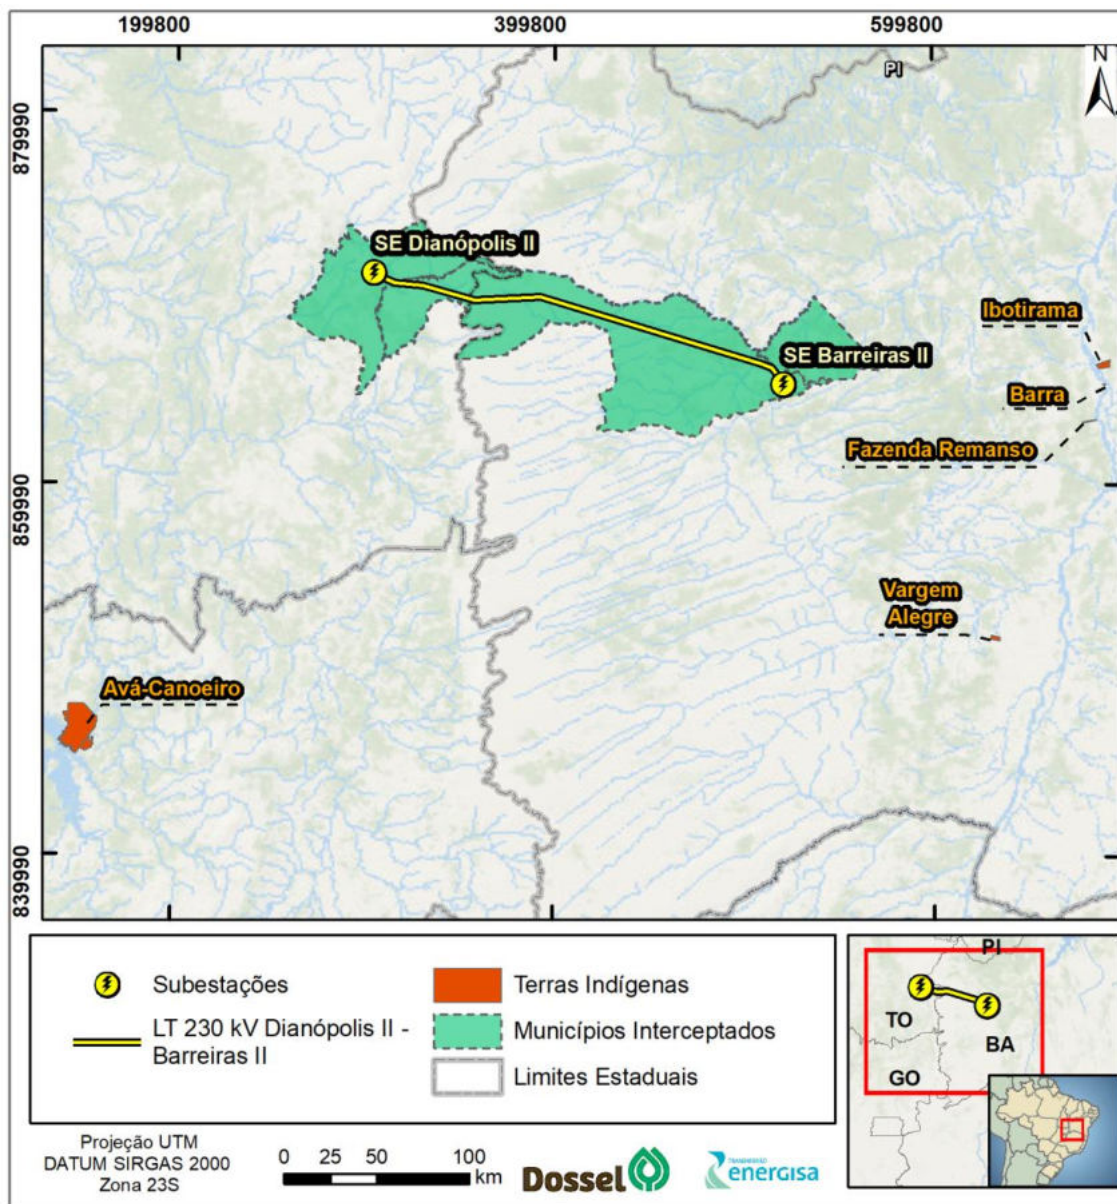 199800 399800 599800
N
PI
879990
SE Dianópolis II
Ibotirama
SE Barreiras II
Barra
Fazenda Remanso
859990
Vargem
Alegre
Avá-Canoeiro
839990
Subestações
LT 230 kV Dianópolis II -
Barreiras II
Terras Indígenas
Municípios Interceptados
Limites Estaduais
PI
TO
BA
GO
Projeção UTM
DATUM SIRGAS 2000
Zona 23S
0 25 50 100
km
Dossel
TRANSMISSÃO
energisa